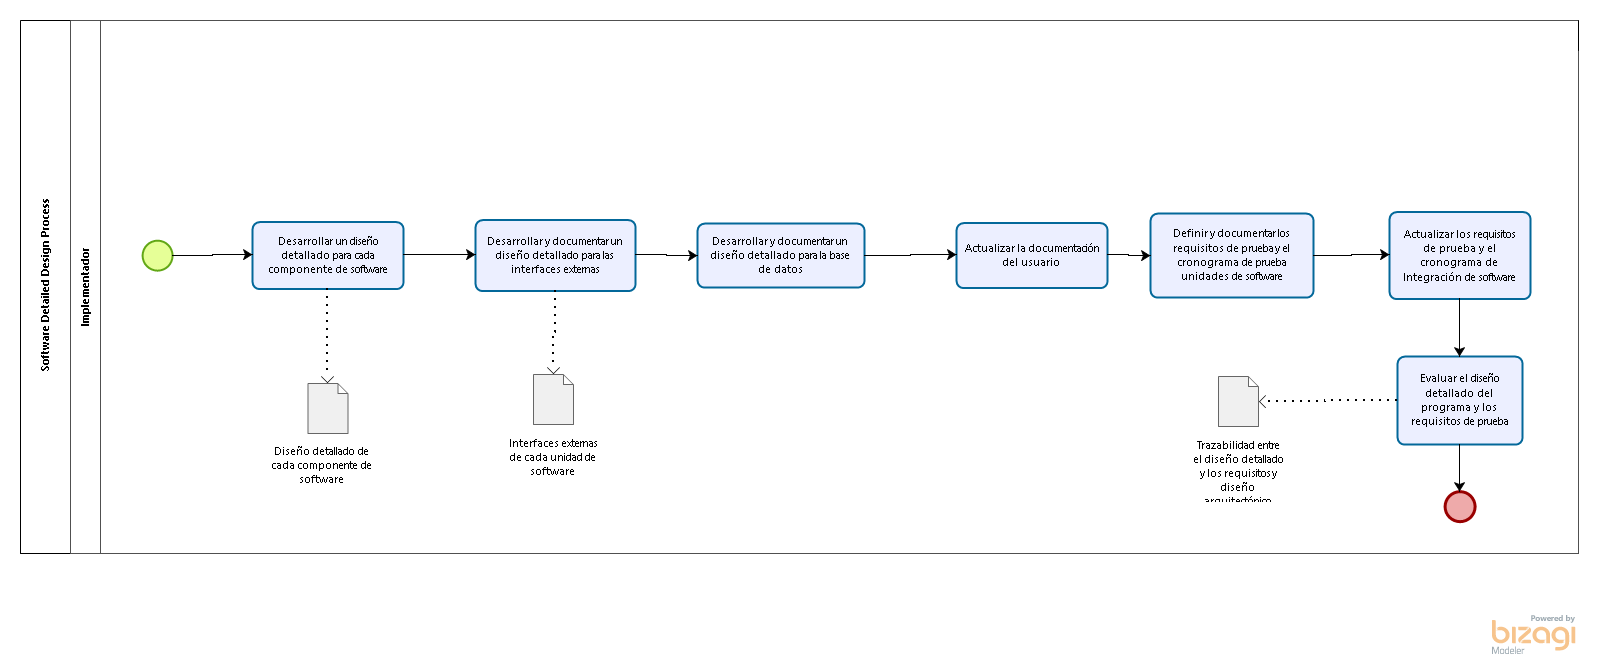 Software Detailed Design Process
Implementador
Desarrollar un diseño
detallado para cada
componente de software
Desarrollar y documentar un
diseño detallado para las
interfaces externas
Desarrollar y documentar un
diseño detallado para la base
de datos
Actualizar la documentación
del usuario
Definir y documentar los
requisitos de prueba y el
cronograma de prueba
unidades de software
Actualizar los requisitos
de prueba y el
cronograma de
Integración de software
Evaluar el diseño
detallado del
programa y los
requisitos de prueba
Diseño detallado de
cada componente de
software
Interfaces externas
de cada unidad de
software
Trazabilidad entre
el diseño detallado
y los requisitos y
diseño
arquitectónico
Powered by
bizagi
Modeler